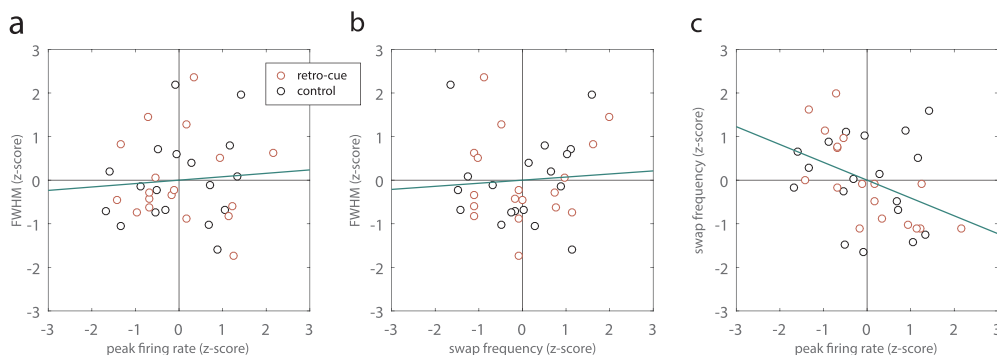 a
FWHM (z-score)
3
2
1
0
-1
-2
-3
-3 -2 -1 0 1 2 3
peak firing rate (z-score)
retro-cue
control
b
FWHM (z-score)
3
2
1
0
-1
-2
-3
-3 -2 -1 0 1 2 3
swap frequency (z-score)
c
swap frequency (z-score)
3
2
1
0
-1
-2
-3
-3 -2 -1 0 1 2 3
peak firing rate (z-score)